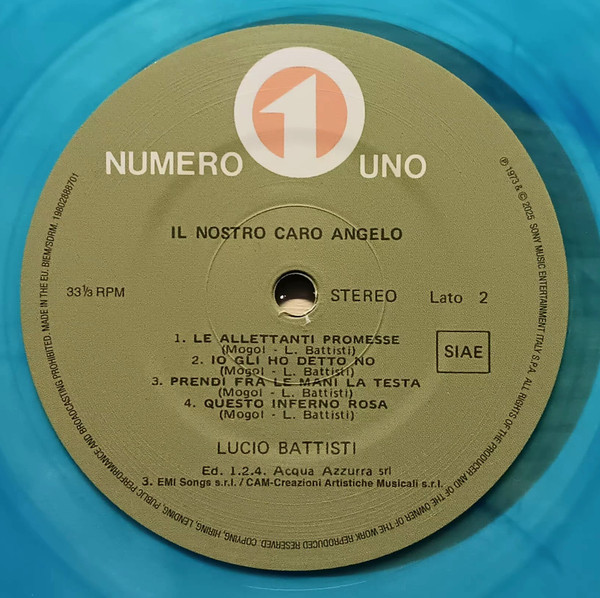 NUMERO 1 UNO
IL NOSTRO CARO ANGELO
33⅓ RPM
STEREO Lato 2
1. LE ALLETTANTI PROMESSE
(Mogol - L. Battisti)
2. IO GLI HO DETTO NO
(Mogol - L. Battisti)
3. PRENDI FRA LE MANI LA TESTA
(Mogol - L. Battisti)
4. QUESTO INFERNO ROSA
(Mogol - L. Battisti)
SIAE
LUCIO BATTISTI
Ed. 1.2.4. Acqua Azzurra srl
3. EMI Songs s.r.l. / CAM-Creazioni Artistiche Musicali s.r.l.
℗ 1973 & © 2025 SONY MUSIC ENTERTAINMENT ITALY S.P.A. ALL RIGHTS OF THE PRODUCER AND OF THE OWNER OF THE WORK REPRODUCED RESERVED. COPYING, HIRING, LENDING, PUBLIC PERFORMANCE AND BROADCASTING PROHIBITED. MADE IN THE EU. BIEM/SDRM. 19802888701